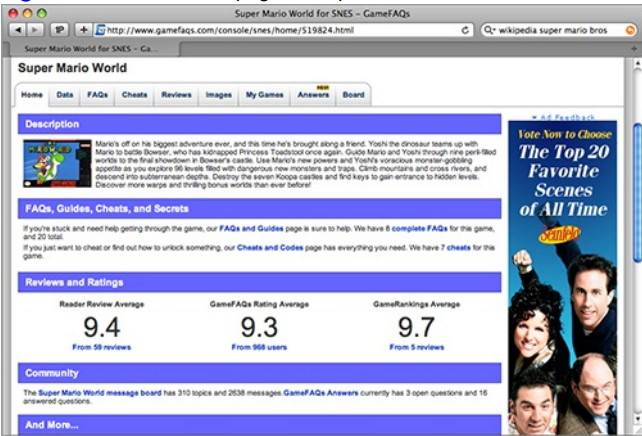 Super Mario World for SNES – GameFAQs
http://www.gamefaqs.com/console/snes/home/519824.html
wikipedia super mario bros
Super Mario World for SNES – Ga...
Super Mario World
Home Data FAQs Cheats Reviews Images My Games Answers Board
NEW
Description
Mario's off on his biggest adventure ever, and this time he's brought along a friend. Yoshi the dinosaur teams up with
Mario to battle Bowser, who has kidnapped Princess Toadstool once again. Guide Mario and Yoshi through nine peril-filled
worlds to the final showdown in Bowser's castle. Use Mario's new powers and Yoshi's voracious monster-gobbling
appetite as you explore 96 levels filled with dangerous new monsters and traps. Climb mountains and cross rivers, and
descend into subterranean depths. Destroy the seven Koopa castles and find keys to gain entrance to hidden levels.
Discover more warps and thrilling bonus worlds than ever before!
FAQs, Guides, Cheats, and Secrets
If you're stuck and need help getting through the game, our FAQs and Guides page is sure to help. We have 8 complete FAQs for this game,
and 20 total.
If you just want to cheat or find out how to unlock something, our Cheats and Codes page has everything you need. We have 7 cheats for this
game.
Reviews and Ratings
Reader Review Average GameFAQs Rating Average GameRankings Average
9.4 9.3 9.7
From 59 reviews From 968 users From 5 reviews
Community
The Super Mario World message board has 310 topics and 2638 messages.GameFAQs Answers currently has 3 open questions and 16
answered questions.
And More...
Ad Feedback
Vote Now to Choose
The Top 20
Favorite
Scenes
of All Time
Seinfeld